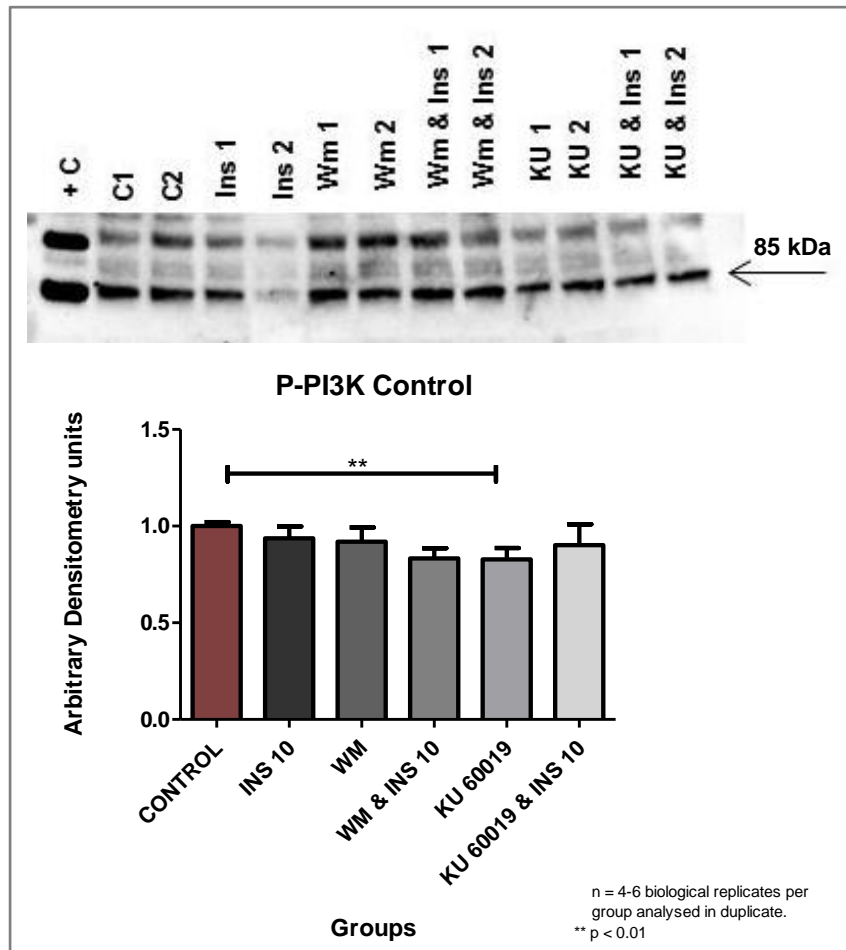 + C
C1
C2
Ins 1
Ins 2
Wm 1
Wm 2
Wm & Ins 1
Wm & Ins 2
KU 1
KU 2
KU & Ins 1
KU & Ins 2
85 kDa
P-PI3K Control
Arbitrary Densitometry units
1.5
1.0
0.5
0.0
**
CONTROL
INS 10
WM
WM & INS 10
KU 60019
KU 60019 & INS 10
Groups
n = 4-6 biological replicates per
group analysed in duplicate.
** p < 0.01